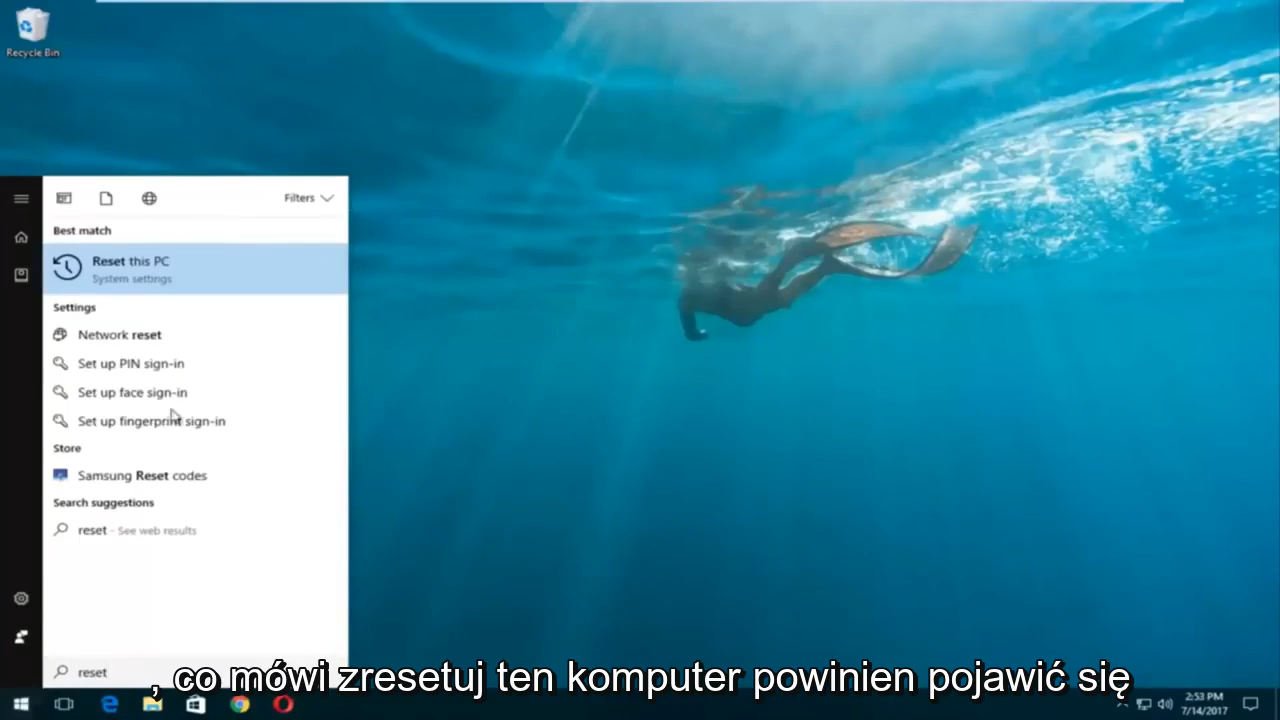 Recycle Bin
Filters
Best match
Reset this PC
System settings
Settings
Network reset
Set up PIN sign-in
Set up face sign-in
Set up fingerprint sign-in
Store
Samsung Reset codes
Search suggestions
reset - See web results
reset
, co mówi zresetuj ten komputer powinien pojawić się
2:53 PM
7/14/2017